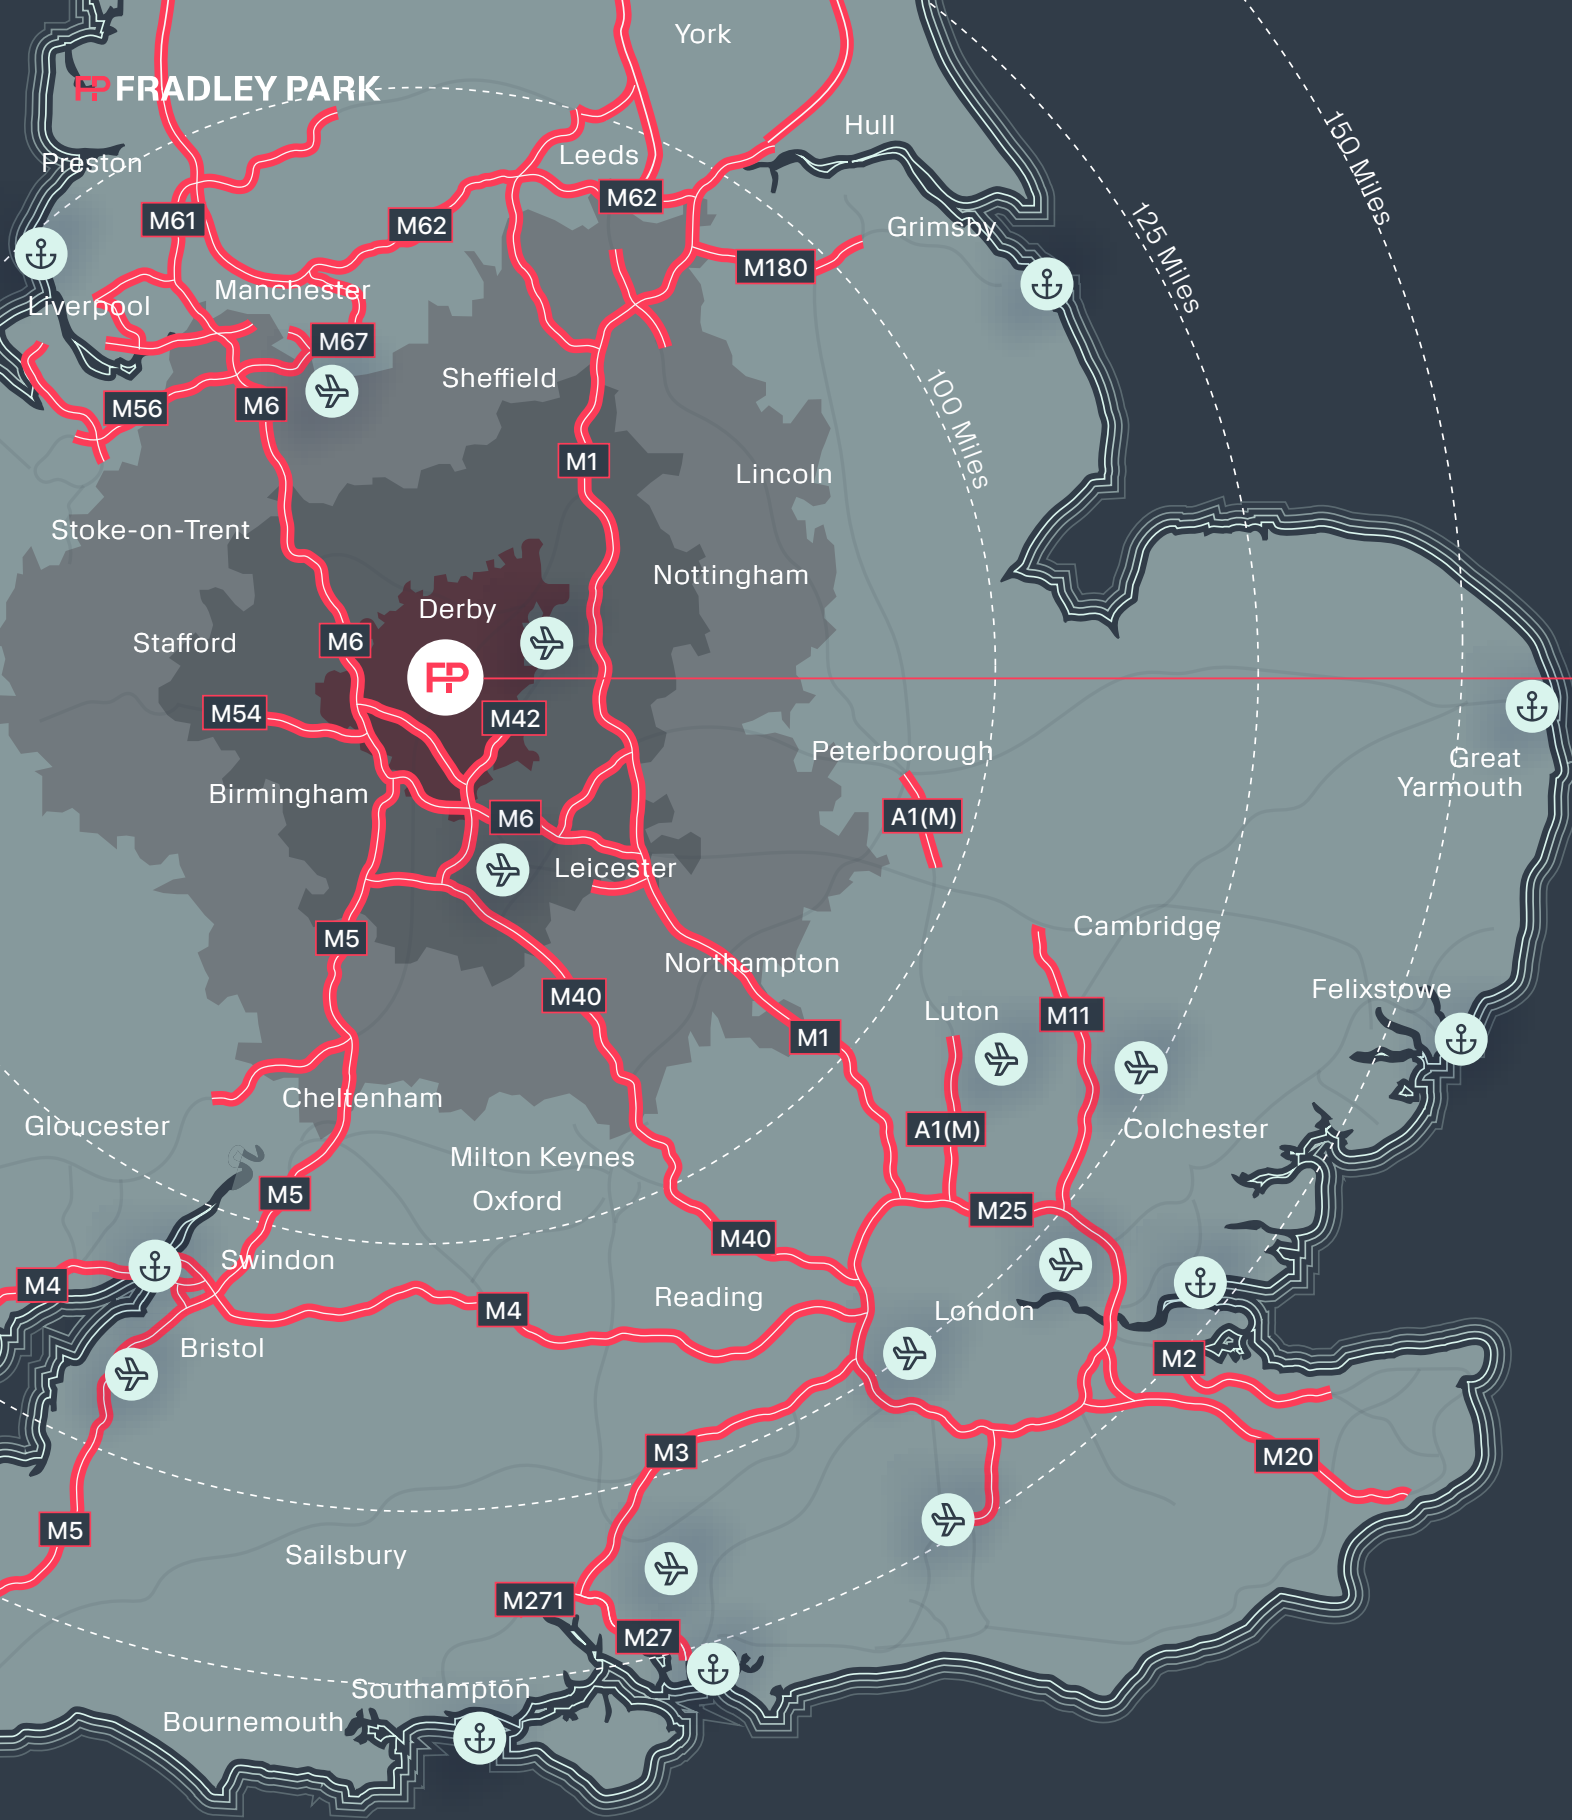 York
FP FRADLEY PARK
Hull
150 Miles
Leeds
Preston
M62
M61
M62
Grimsby
125 Miles
M180
Manchester
Liverpool
M67
Sheffield
100 Miles
M56
M6
M1
Lincoln
Stoke-on-Trent
Nottingham
Derby
Stafford
M6
FP
M54
M42
Peterborough
Great
Yarmouth
Birmingham
M6
A1(M)
Leicester
Cambridge
M5
Northampton
Felixstowe
M40
Luton
M11
M1
Cheltenham
Gloucester
A1(M)
Colchester
Milton Keynes
Oxford
M5
M25
M40
Swindon
M4
Reading
M4
London
Bristol
M2
M3
M20
M5
Sailsbury
M271
M27
Southampton
Bournemouth